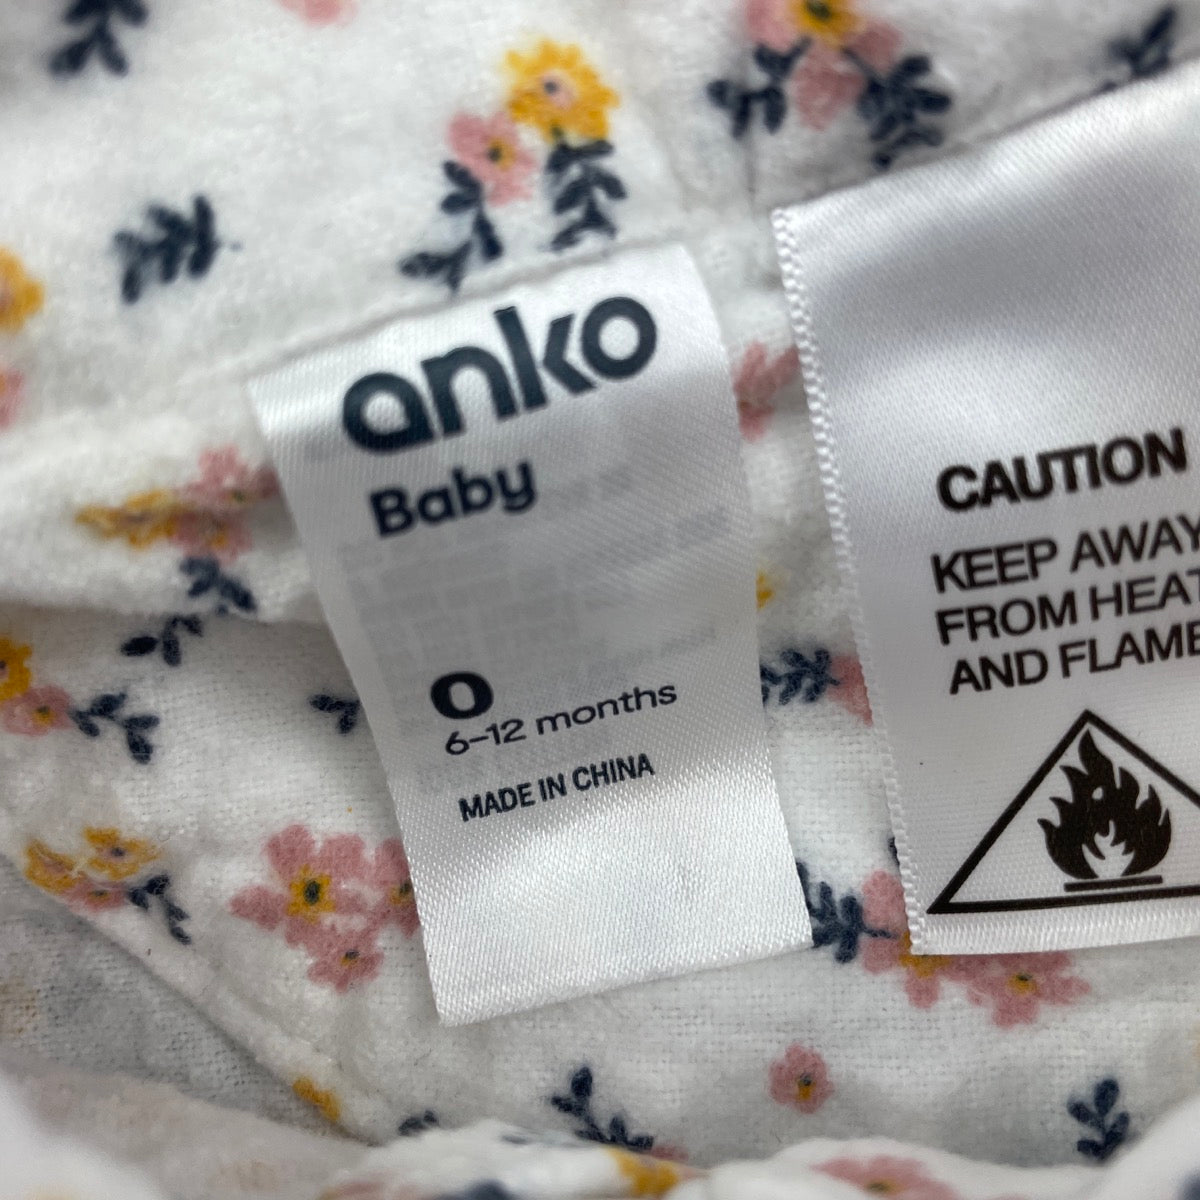 anko
Baby
0
6–12 months
MADE IN CHINA
CAUTION
KEEP AWAY
FROM HEAT
AND FLAME